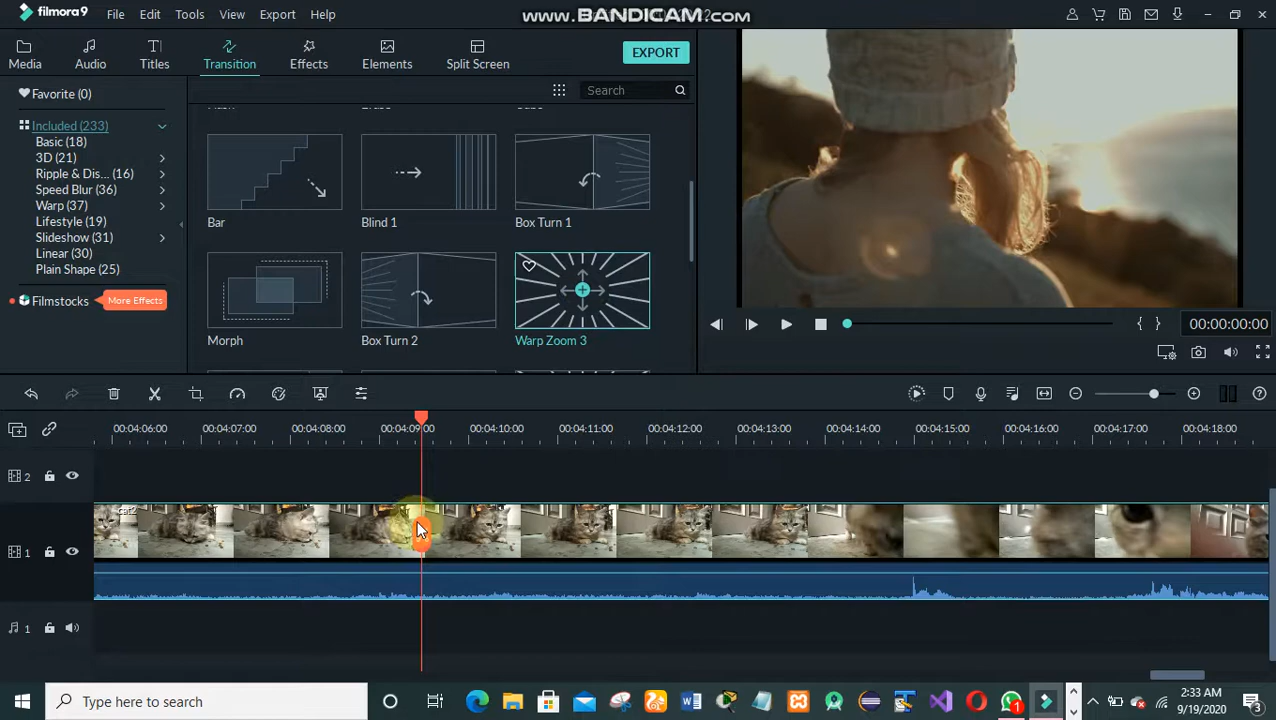 filmora9
File Edit Tools View Export Help
www.BANDICAM.com
Media Audio Titles Transition Effects Elements Split Screen
EXPORT
Favorite (0)
Search
Included (233)
Basic (18)
3D (21)
Ripple & Dis... (16)
Speed Blur (36)
Warp (37)
Lifestyle (19)
Slideshow (31)
Linear (30)
Plain Shape (25)
Filmstocks More Effects
Bar Blind 1 Box Turn 1
Morph Box Turn 2 Warp Zoom 3
00:00:00:00
00:04:06:00 00:04:07:00 00:04:08:00 00:04:09:00 00:04:10:00 00:04:11:00 00:04:12:00 00:04:13:00 00:04:14:00 00:04:15:00 00:04:16:00 00:04:17:00 00:04:18:00
2
1
1
Type here to search
1
2:33 AM
9/19/2020
3